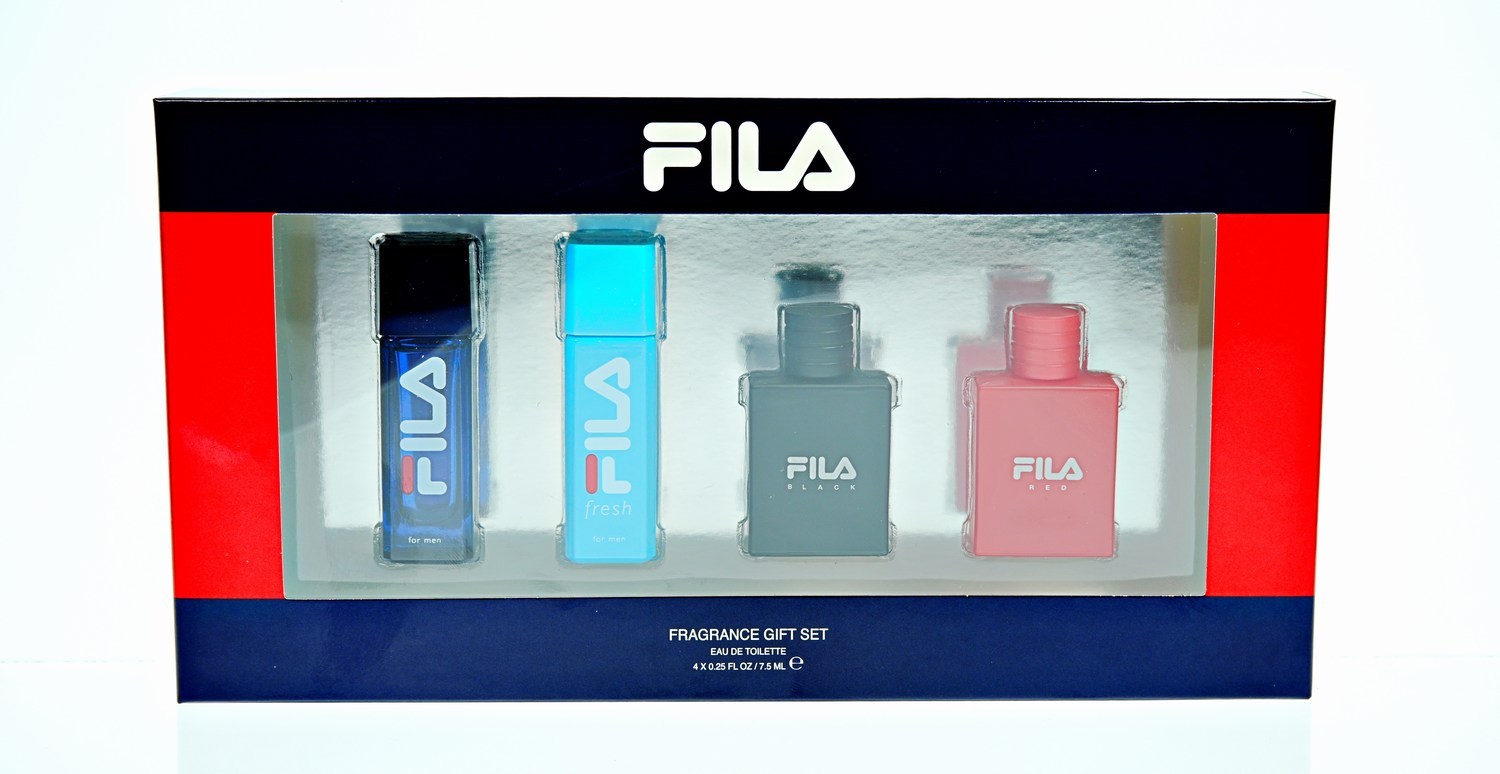 FILA
FILA
for men
FILA
fresh
for men
FILA
BLACK
FILA
RED
FRAGRANCE GIFT SET
EAU DE TOILETTE
4 X 0.25 FL OZ / 7.5 ML ℮